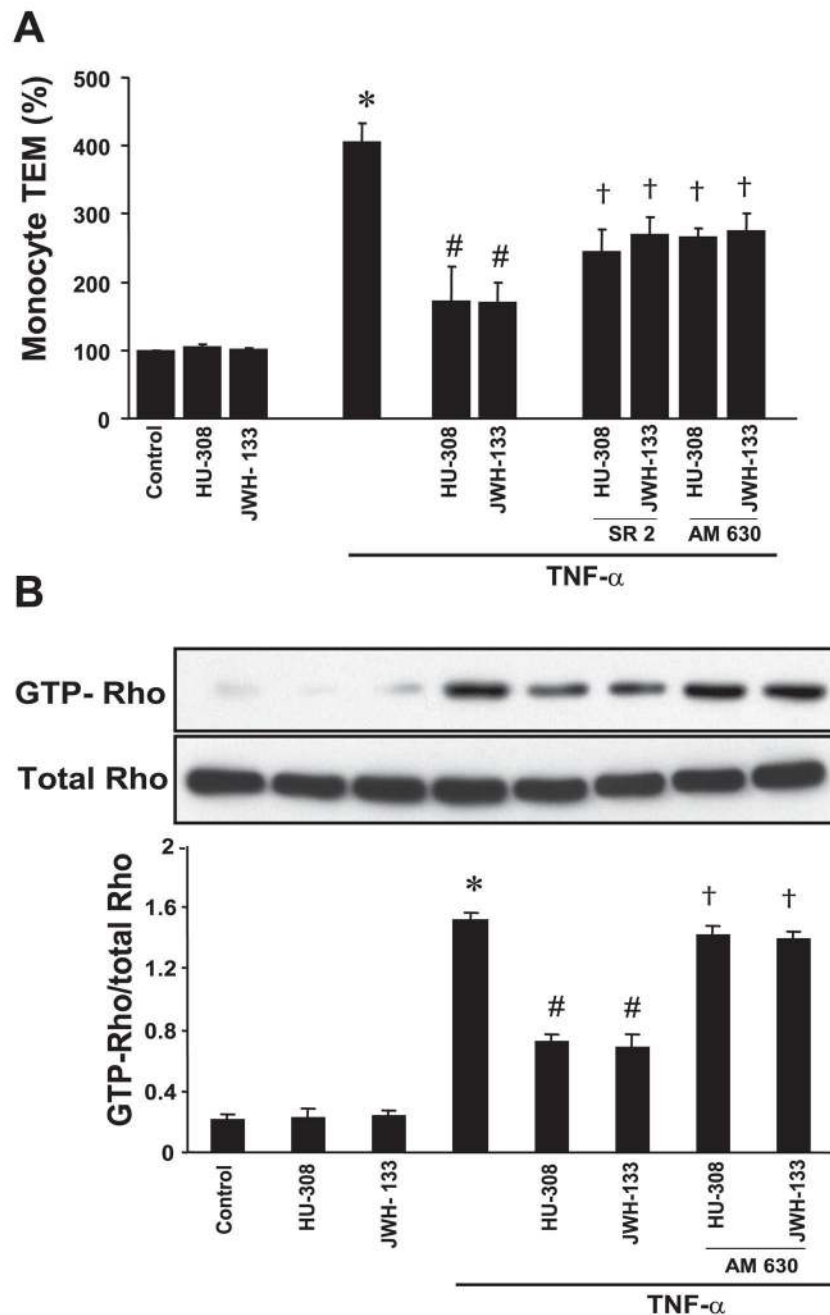 A
Monocyte TEM (%)
500
400
300
200
100
0
*
# #
† † † †
Control
HU-308
JWH- 133
HU-308
JWH-133
HU-308
JWH-133
HU-308
JWH-133
SR 2 AM 630
TNF-α
B
GTP- Rho
Total Rho
GTP-Rho/total Rho
2
1.6
1.2
0.8
0.4
0
*
# #
† †
Control
HU-308
JWH- 133
HU-308
JWH-133
HU-308
JWH-133
AM 630
TNF-α